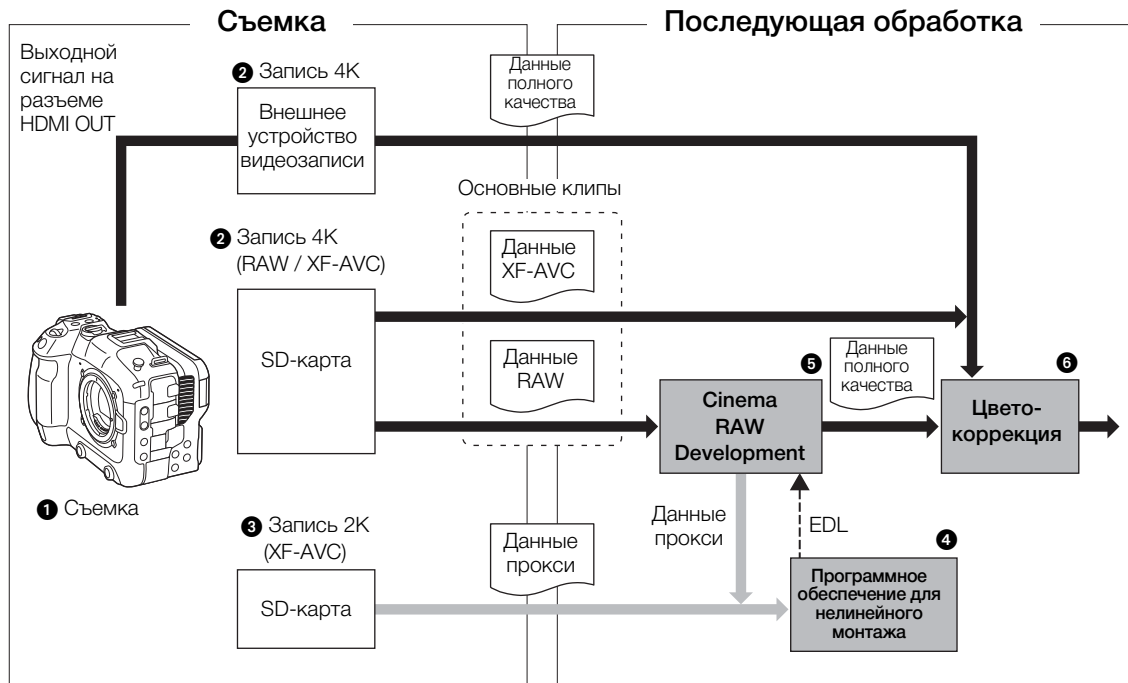 Съемка
Последующая обработка
Выходной
сигнал на
разъеме
HDMI OUT
❷ Запись 4K
Внешнее
устройство
видеозаписи
Данные
полного
качества
Основные клипы
❷ Запись 4K
(RAW / XF-AVC)
SD-карта
Данные
XF-AVC
Данные
RAW
❶ Съемка
❺
Cinema
RAW
Development
Данные
полного
качества
❻
Цвето-
коррекция
❸ Запись 2K
(XF-AVC)
SD-карта
Данные
прокси
Данные
прокси
EDL
❹
Программное
обеспечение для
нелинейного
монтажа